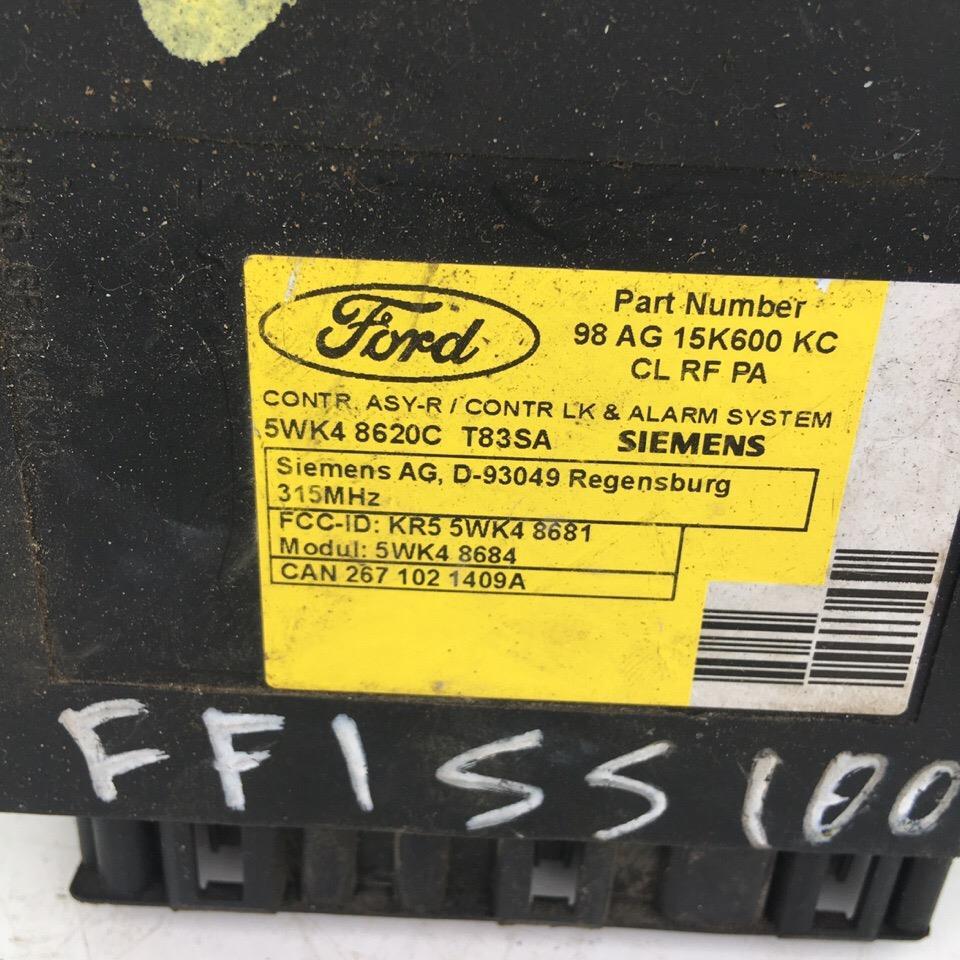 Ford
Part Number
98 AG 15K600 KC
CL RF PA
CONTR. ASY-R / CONTR LK & ALARM SYSTEM
5WK4 8620C T83SA SIEMENS
Siemens AG, D-93049 Regensburg
315MHz
FCC-ID: KR5 5WK4 8681
Modul: 5WK4 8684
CAN 267 102 1409A
FF1SS100